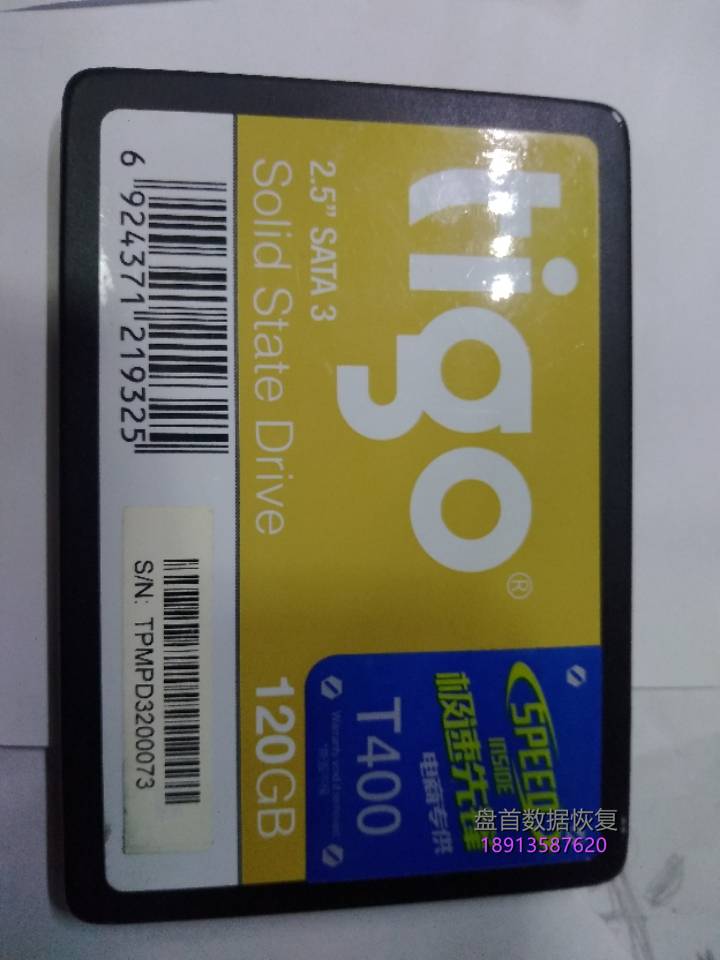 tigo®
2.5” SATA 3
Solid State Drive
120GB
SPEED
INSIDE
极速先锋
电商专供
T400
6 924371 219325
S/N: TPMPD3200073
盘首数据恢复
18913587620